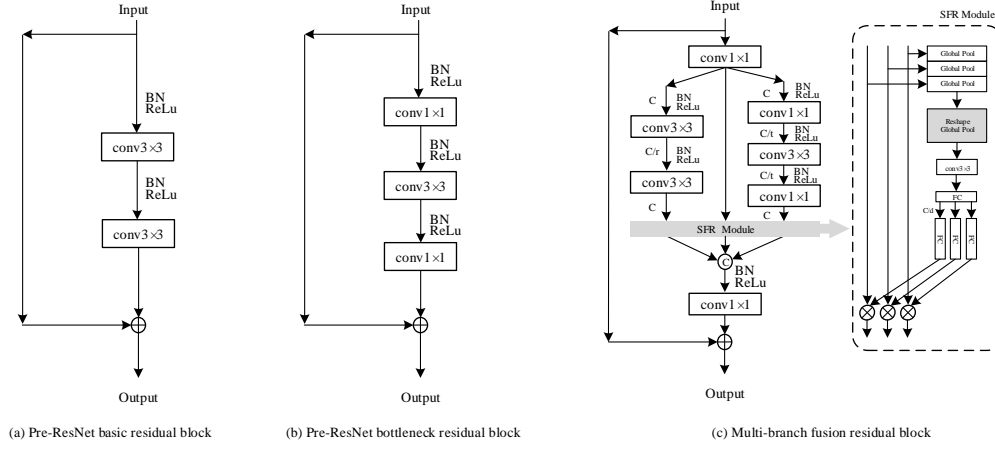 Input
BN
ReLu
conv3×3
BN
ReLu
conv3×3
Output
(a) Pre-ResNet basic residual block
Input
BN
ReLu
conv1×1
BN
ReLu
conv3×3
BN
ReLu
conv1×1
Output
(b) Pre-ResNet bottleneck residual block
Input
conv1×1
C
BN
ReLu
conv3×3
C/r
BN
ReLu
conv3×3
C
C
BN
ReLu
conv1×1
C/t
BN
ReLu
conv3×3
C/t
BN
ReLu
conv1×1
C
SFR Module
C
BN
ReLu
conv1×1
Output
(c) Multi-branch fusion residual block
SFR Module
Global Pool
Global Pool
Global Pool
Reshape
Global Pool
conv3×3
FC
C/d
FC
FC
FC